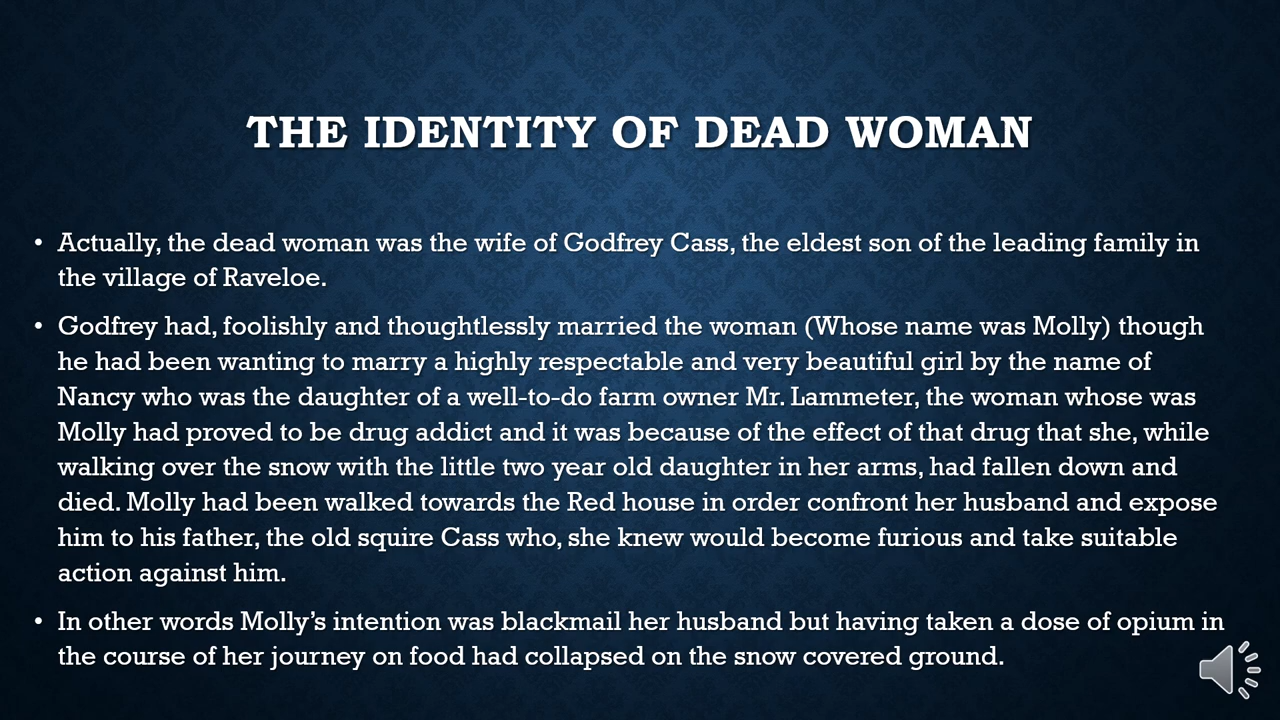 THE IDENTITY OF DEAD WOMAN
• Actually, the dead woman was the wife of Godfrey Cass, the eldest son of the leading family in
the village of Raveloe.
• Godfrey had, foolishly and thoughtlessly married the woman (Whose name was Molly) though
he had been wanting to marry a highly respectable and very beautiful girl by the name of
Nancy who was the daughter of a well-to-do farm owner Mr. Lammeter, the woman whose was
Molly had proved to be drug addict and it was because of the effect of that drug that she, while
walking over the snow with the little two year old daughter in her arms, had fallen down and
died. Molly had been walked towards the Red house in order confront her husband and expose
him to his father, the old squire Cass who, she knew would become furious and take suitable
action against him.
• In other words Molly’s intention was blackmail her husband but having taken a dose of opium in
the course of her journey on food had collapsed on the snow covered ground.